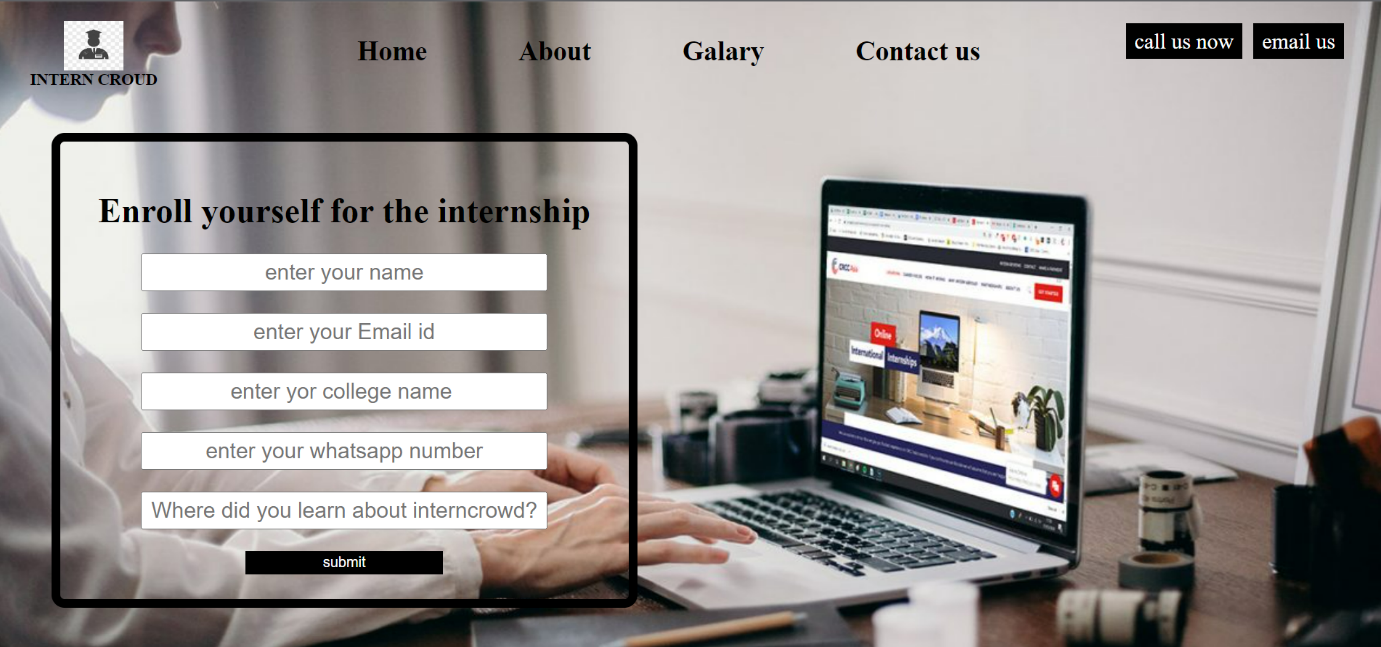 INTERN CROUD
Home
About
Galary
Contact us
call us now
email us
Enroll yourself for the internship
enter your name
enter your Email id
enter yor college name
enter your whatsapp number
Where did you learn about interncrowd?
submit
Online
International
Internships